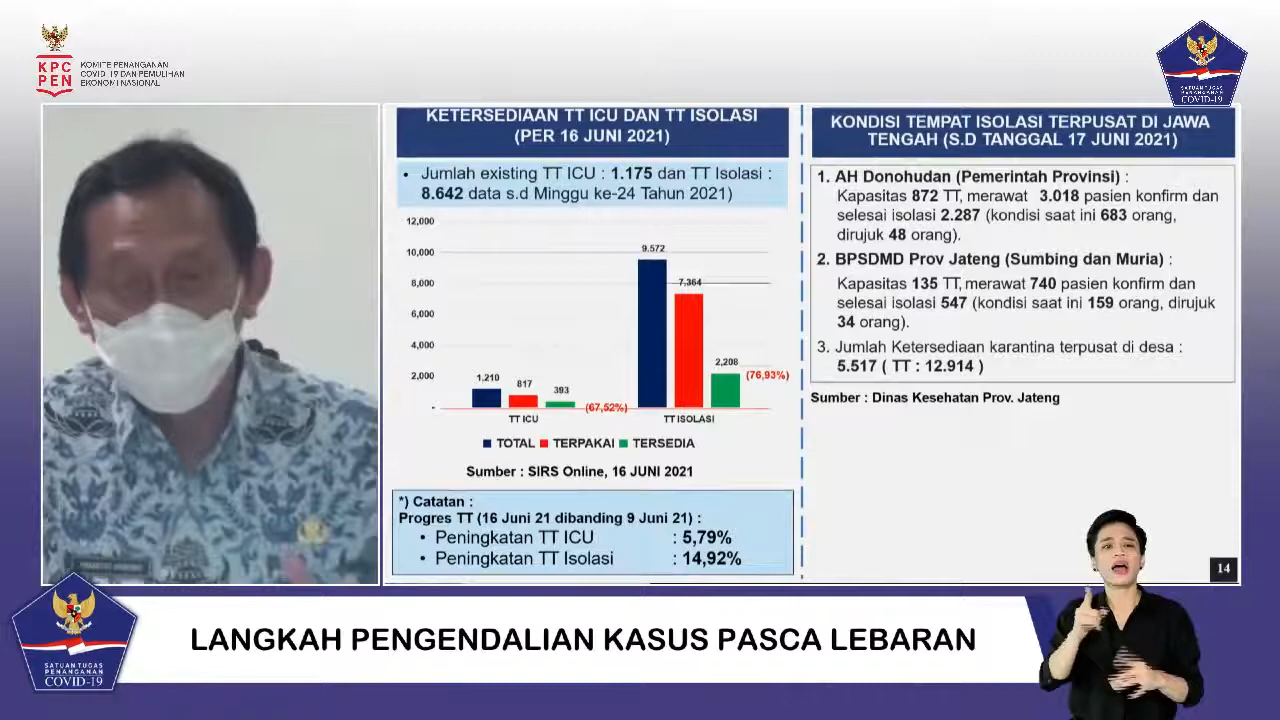 KPC
PEN
KOMITE PENANGANAN
COVID-19 DAN PEMULIHAN
EKONOMI NASIONAL
SATUAN TUGAS
PENANGANAN
COVID-19
KETERSEDIAAN TT ICU DAN TT ISOLASI
(PER 16 JUNI 2021)
• Jumlah existing TT ICU : 1.175 dan TT Isolasi :
8.642 data s.d Minggu ke-24 Tahun 2021)
12,000
10,000
8,000
6,000
4,000
2,000
-
1,210
817
393
(67,52%)
9.572
7,364
2,208
(76,93%)
TT ICU
TT ISOLASI
TOTAL TERPAKAI TERSEDIA
Sumber : SIRS Online, 16 JUNI 2021
*) Catatan :
Progres TT (16 Juni 21 dibanding 9 Juni 21) :
• Peningkatan TT ICU : 5,79%
• Peningkatan TT Isolasi : 14,92%
KONDISI TEMPAT ISOLASI TERPUSAT DI JAWA
TENGAH (S.D TANGGAL 17 JUNI 2021)
1. AH Donohudan (Pemerintah Provinsi) :
Kapasitas 872 TT, merawat 3.018 pasien konfirm dan
selesai isolasi 2.287 (kondisi saat ini 683 orang,
dirujuk 48 orang).
2. BPSDMD Prov Jateng (Sumbing dan Muria) :
Kapasitas 135 TT, merawat 740 pasien konfirm dan
selesai isolasi 547 (kondisi saat ini 159 orang, dirujuk
34 orang).
3. Jumlah Ketersediaan karantina terpusat di desa :
5.517 ( TT : 12.914 )
Sumber : Dinas Kesehatan Prov. Jateng
14
SATUAN TUGAS
PENANGANAN
COVID-19
LANGKAH PENGENDALIAN KASUS PASCA LEBARAN